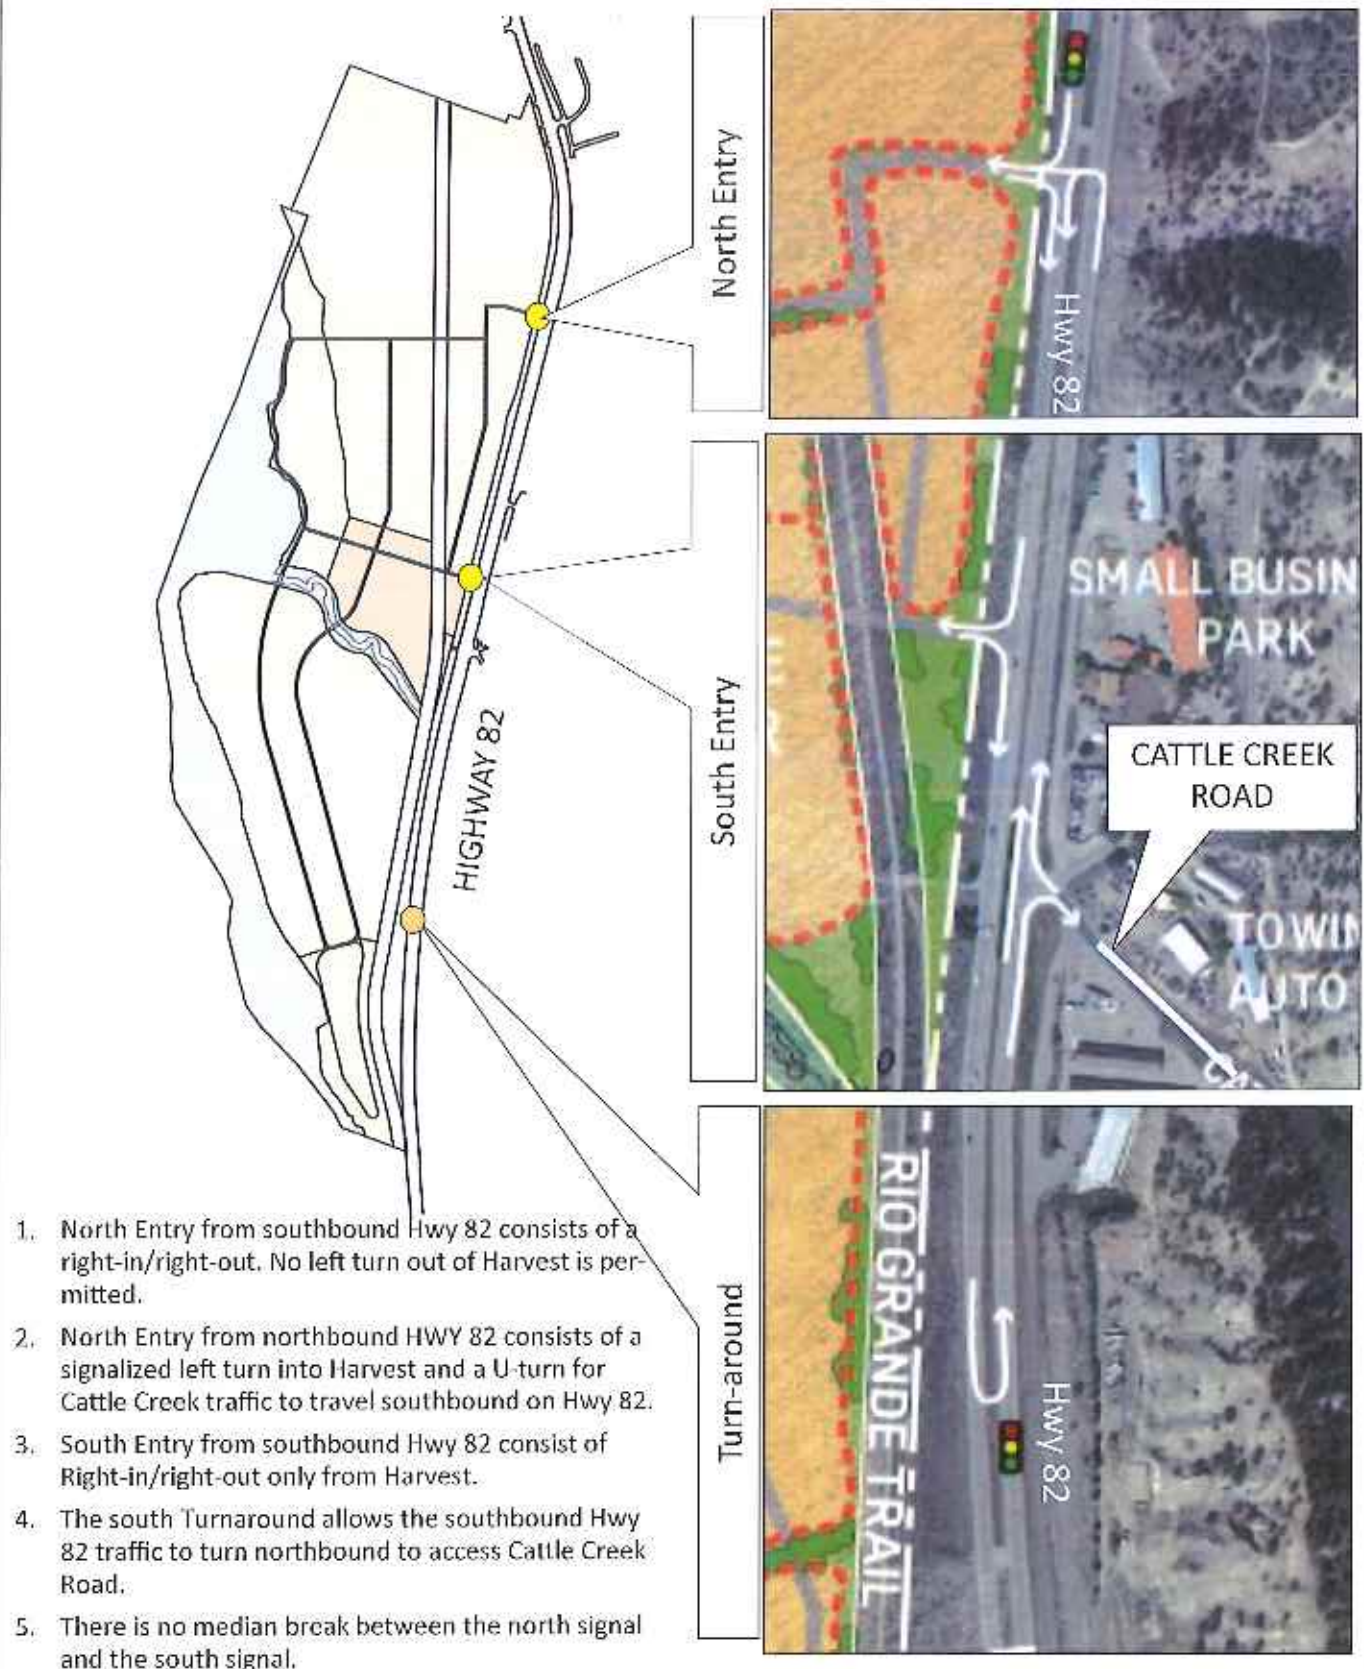 North Entry
Hwy 82
South Entry
SMALL BUSIN
PARK
CATTLE CREEK
ROAD
TOWIN
AUTO
HIGHWAY 82
Turn-around
RIO GRANDE TRAIL
Hwy 82
1. North Entry from southbound Hwy 82 consists of a
right-in/right-out. No left turn out of Harvest is per-
mitted.
2. North Entry from northbound HWY 82 consists of a
signalized left turn into Harvest and a U-turn for
Cattle Creek traffic to travel southbound on Hwy 82.
3. South Entry from southbound Hwy 82 consist of
Right-in/right-out only from Harvest.
4. The south Turnaround allows the southbound Hwy
82 traffic to turn northbound to access Cattle Creek
Road.
5. There is no median break between the north signal
and the south signal.